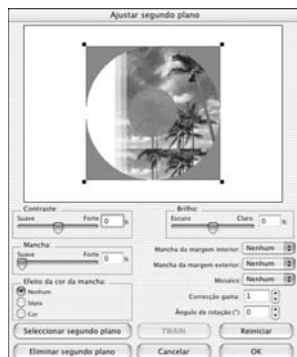 Ajustar segundo plano
Contraste:
Suave Forte 0 %
Brilho:
Escuro Claro 0 %
Mancha:
Suave Forte 0 %
Efeito da cor da mancha:
Nenhum
Sépia
Cor
Mancha da margem interior: Nenhum
Mancha da margem exterior: Nenhum
Mosaico Nenhum
Correcção gama: 1
Ângulo de rotação (°) 0
Seleccionar segundo plano TWAIN Reiniciar
Eliminar segundo plano Cancelar OK